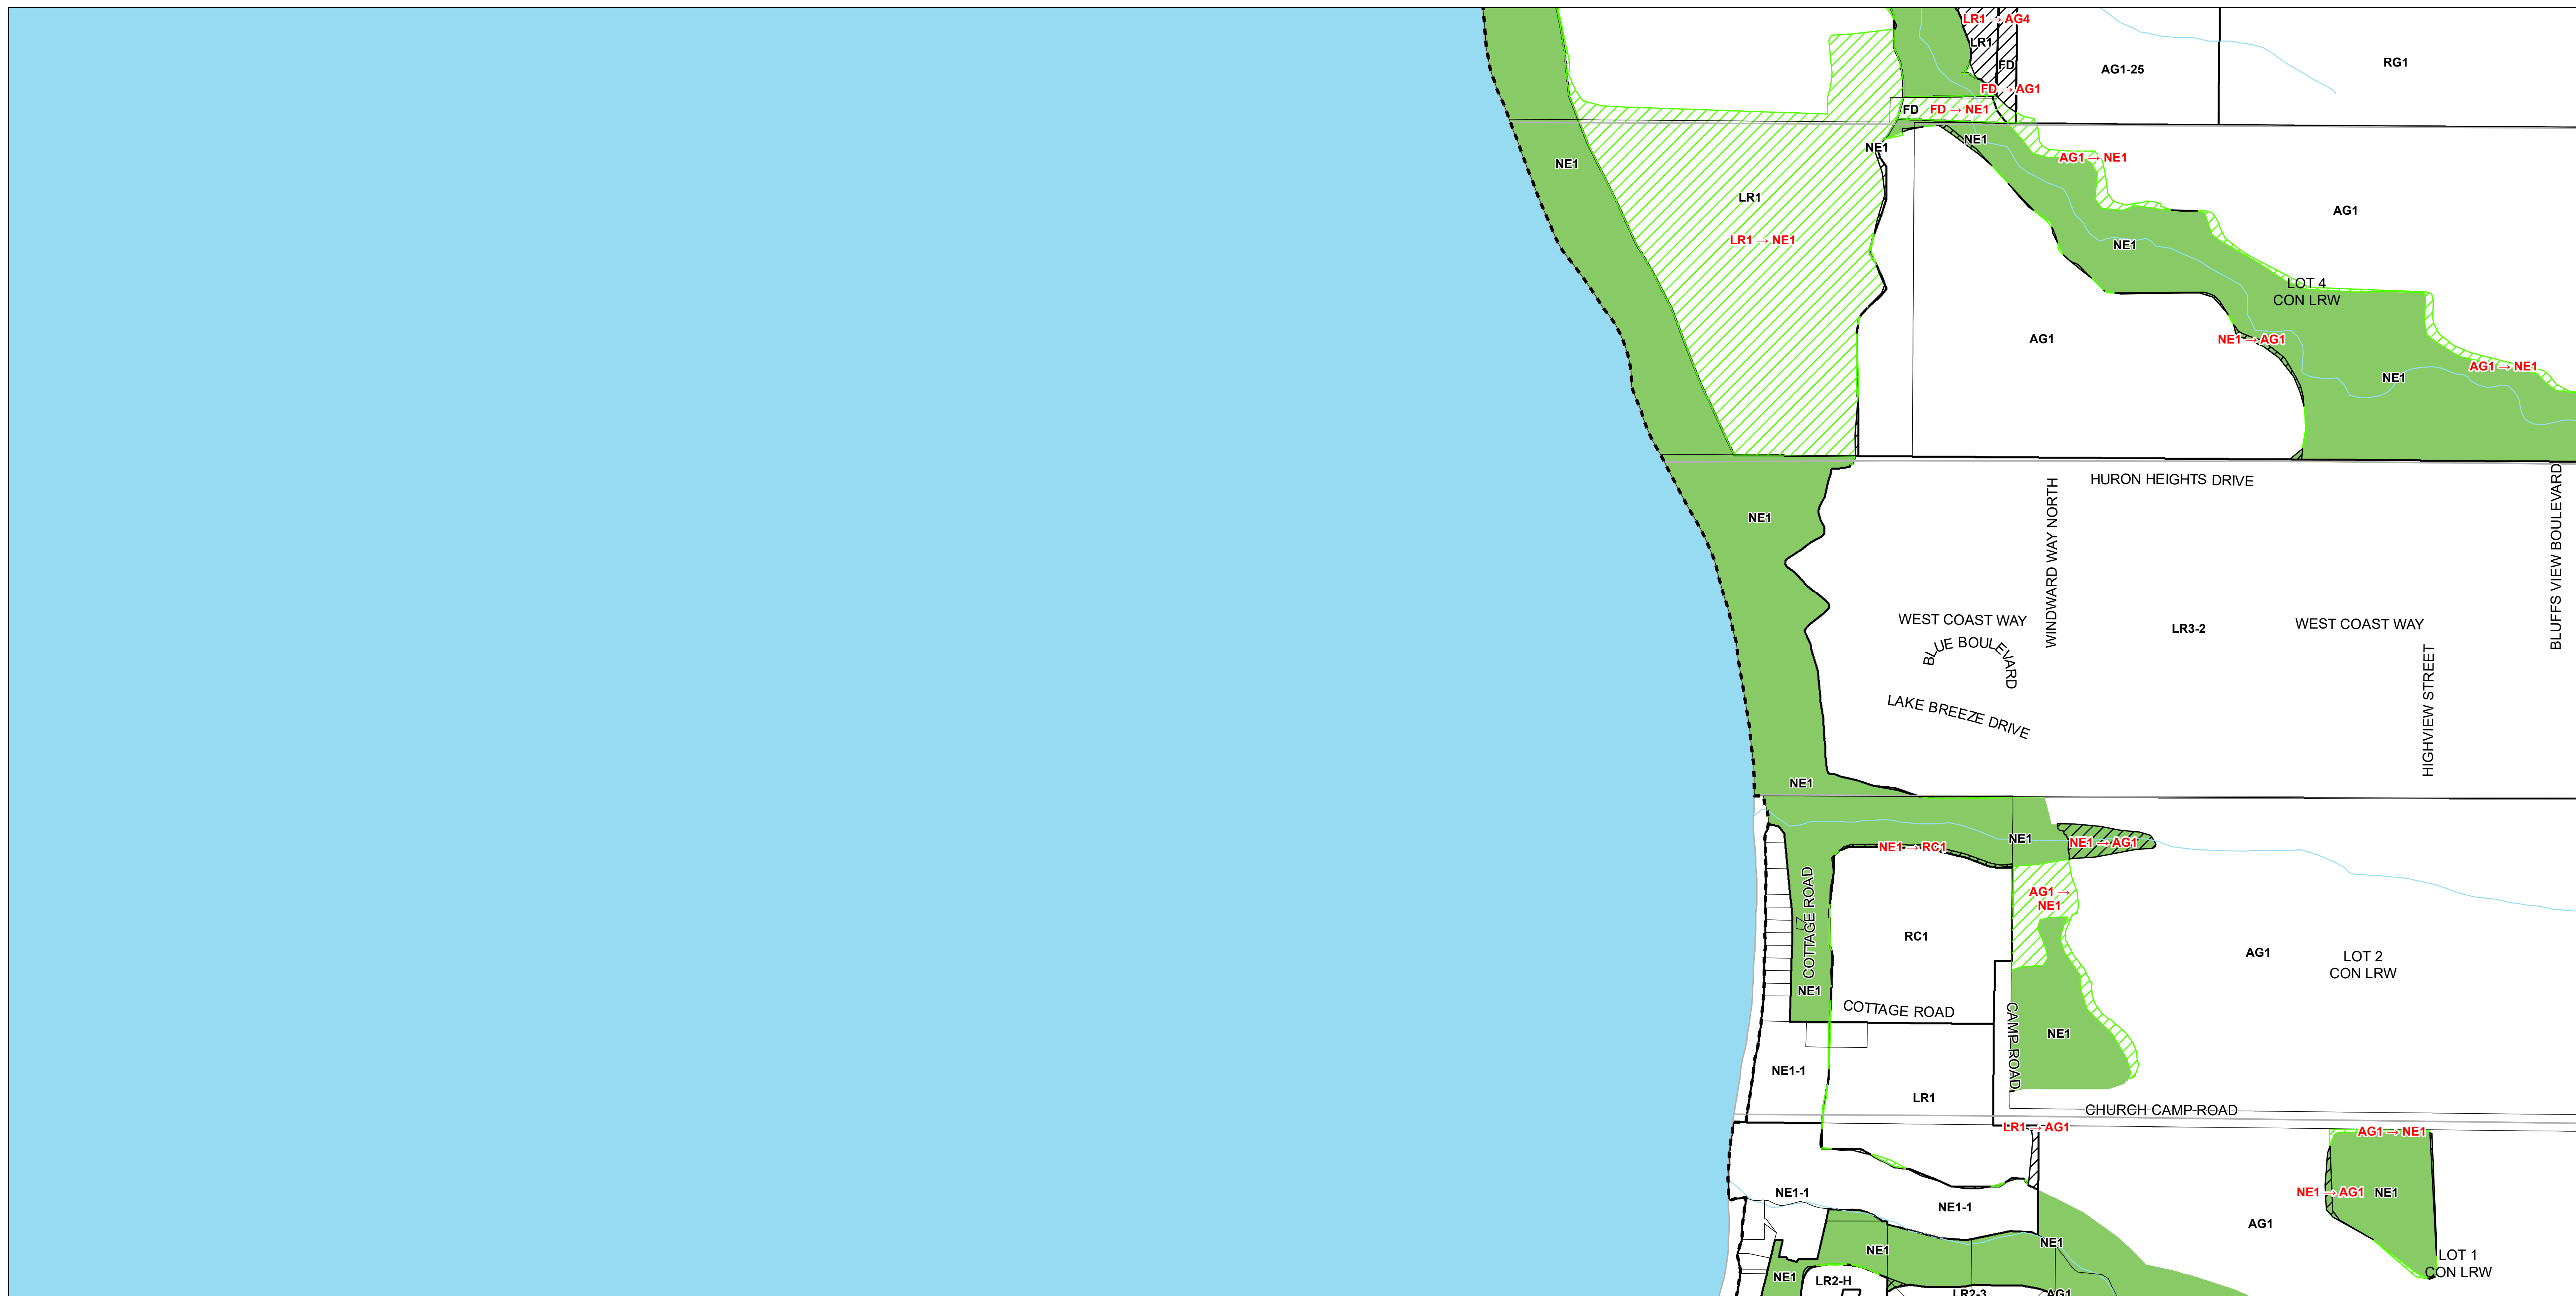 LR1 → AG4
LR1
FD
RG1
AG1-25
FD → AG1
FD
FD → NE1
NE1
NE1
NE1
AG1 → NE1
LR1
AG1
LR1 → NE1
NE1
LOT 4
CON LRW
AG1
NE1 → AG1
AG1 → NE1
NE1
HURON HEIGHTS DRIVE
WINDWARD WAY NORTH
BLUFFS VIEW BOULEVARD
NE1
WEST COAST WAY
BLUE BOULEVARD
LR3-2
WEST COAST WAY
HIGHVIEW STREET
LAKE BREEZE DRIVE
NE1
NE1
NE1 → AG1
NE1 → RC1
COTTAGE ROAD
AG1 →
NE1
RC1
AG1
LOT 2
CON LRW
NE1
COTTAGE ROAD
CAMP ROAD
NE1
NE1-1
LR1
CHURCH CAMP ROAD
LR1 → AG1
AG1 → NE1
NE1-1
NE1-1
NE1 → AG1
NE1
AG1
NE1
NE1
LOT 1
CON LRW
NE1
LR2-H
LR2-3
AG1